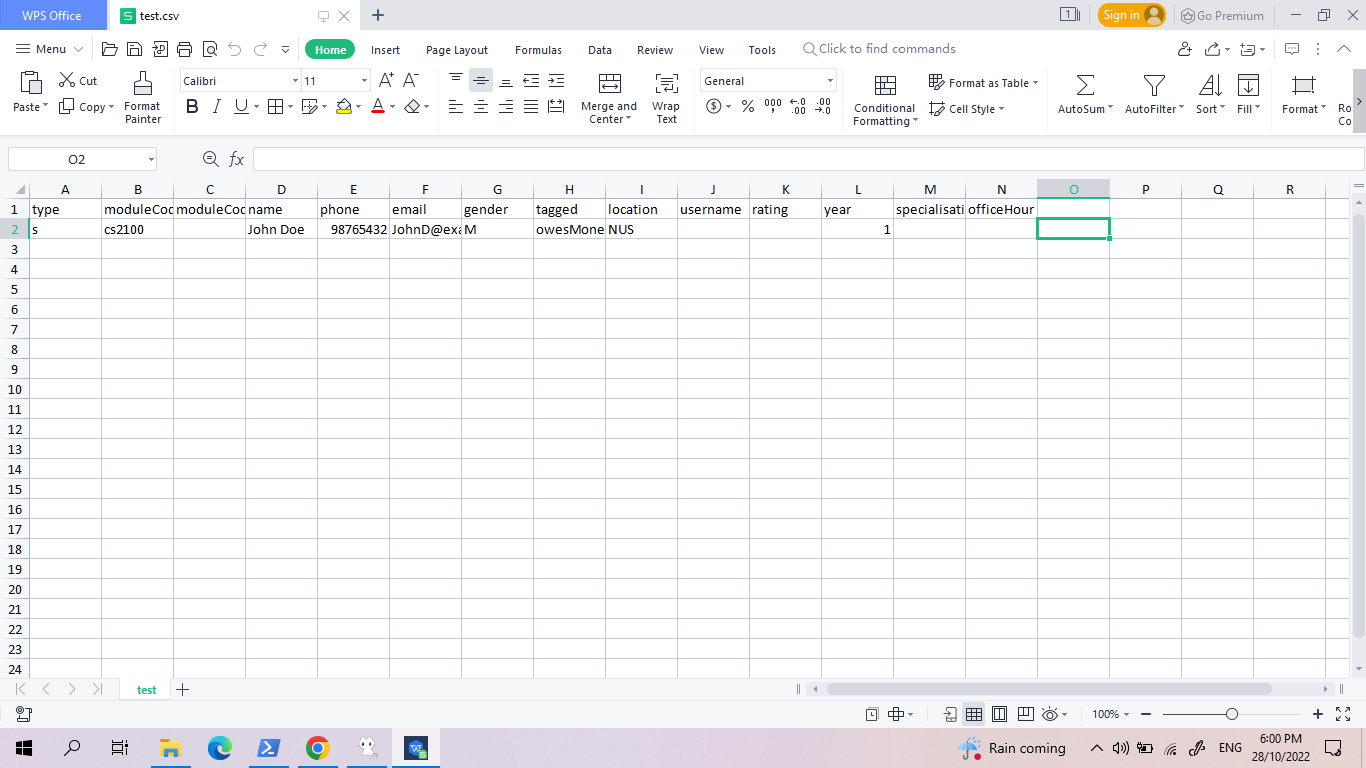 WPS Office test.csv Sign in Go Premium
Menu Home Insert Page Layout Formulas Data Review View Tools Click to find commands
Paste Cut Copy Format Painter Calibri 11 Merge and Center Wrap Text General Conditional Formatting Format as Table Cell Style AutoSum AutoFilter Sort Fill Format Ro Co
O2 fx
A B C D E F G H I J K L M N O P Q R
1 type moduleCod moduleCod name phone email gender tagged location username rating year specialisati officeHour
2 s cs2100 John Doe 98765432 JohnD@exa M owesMone NUS 1
3
4
5
6
7
8
9
10
11
12
13
14
15
16
17
18
19
20
21
22
23
24
test
100%
Rain coming ENG 6:00 PM
28/10/2022